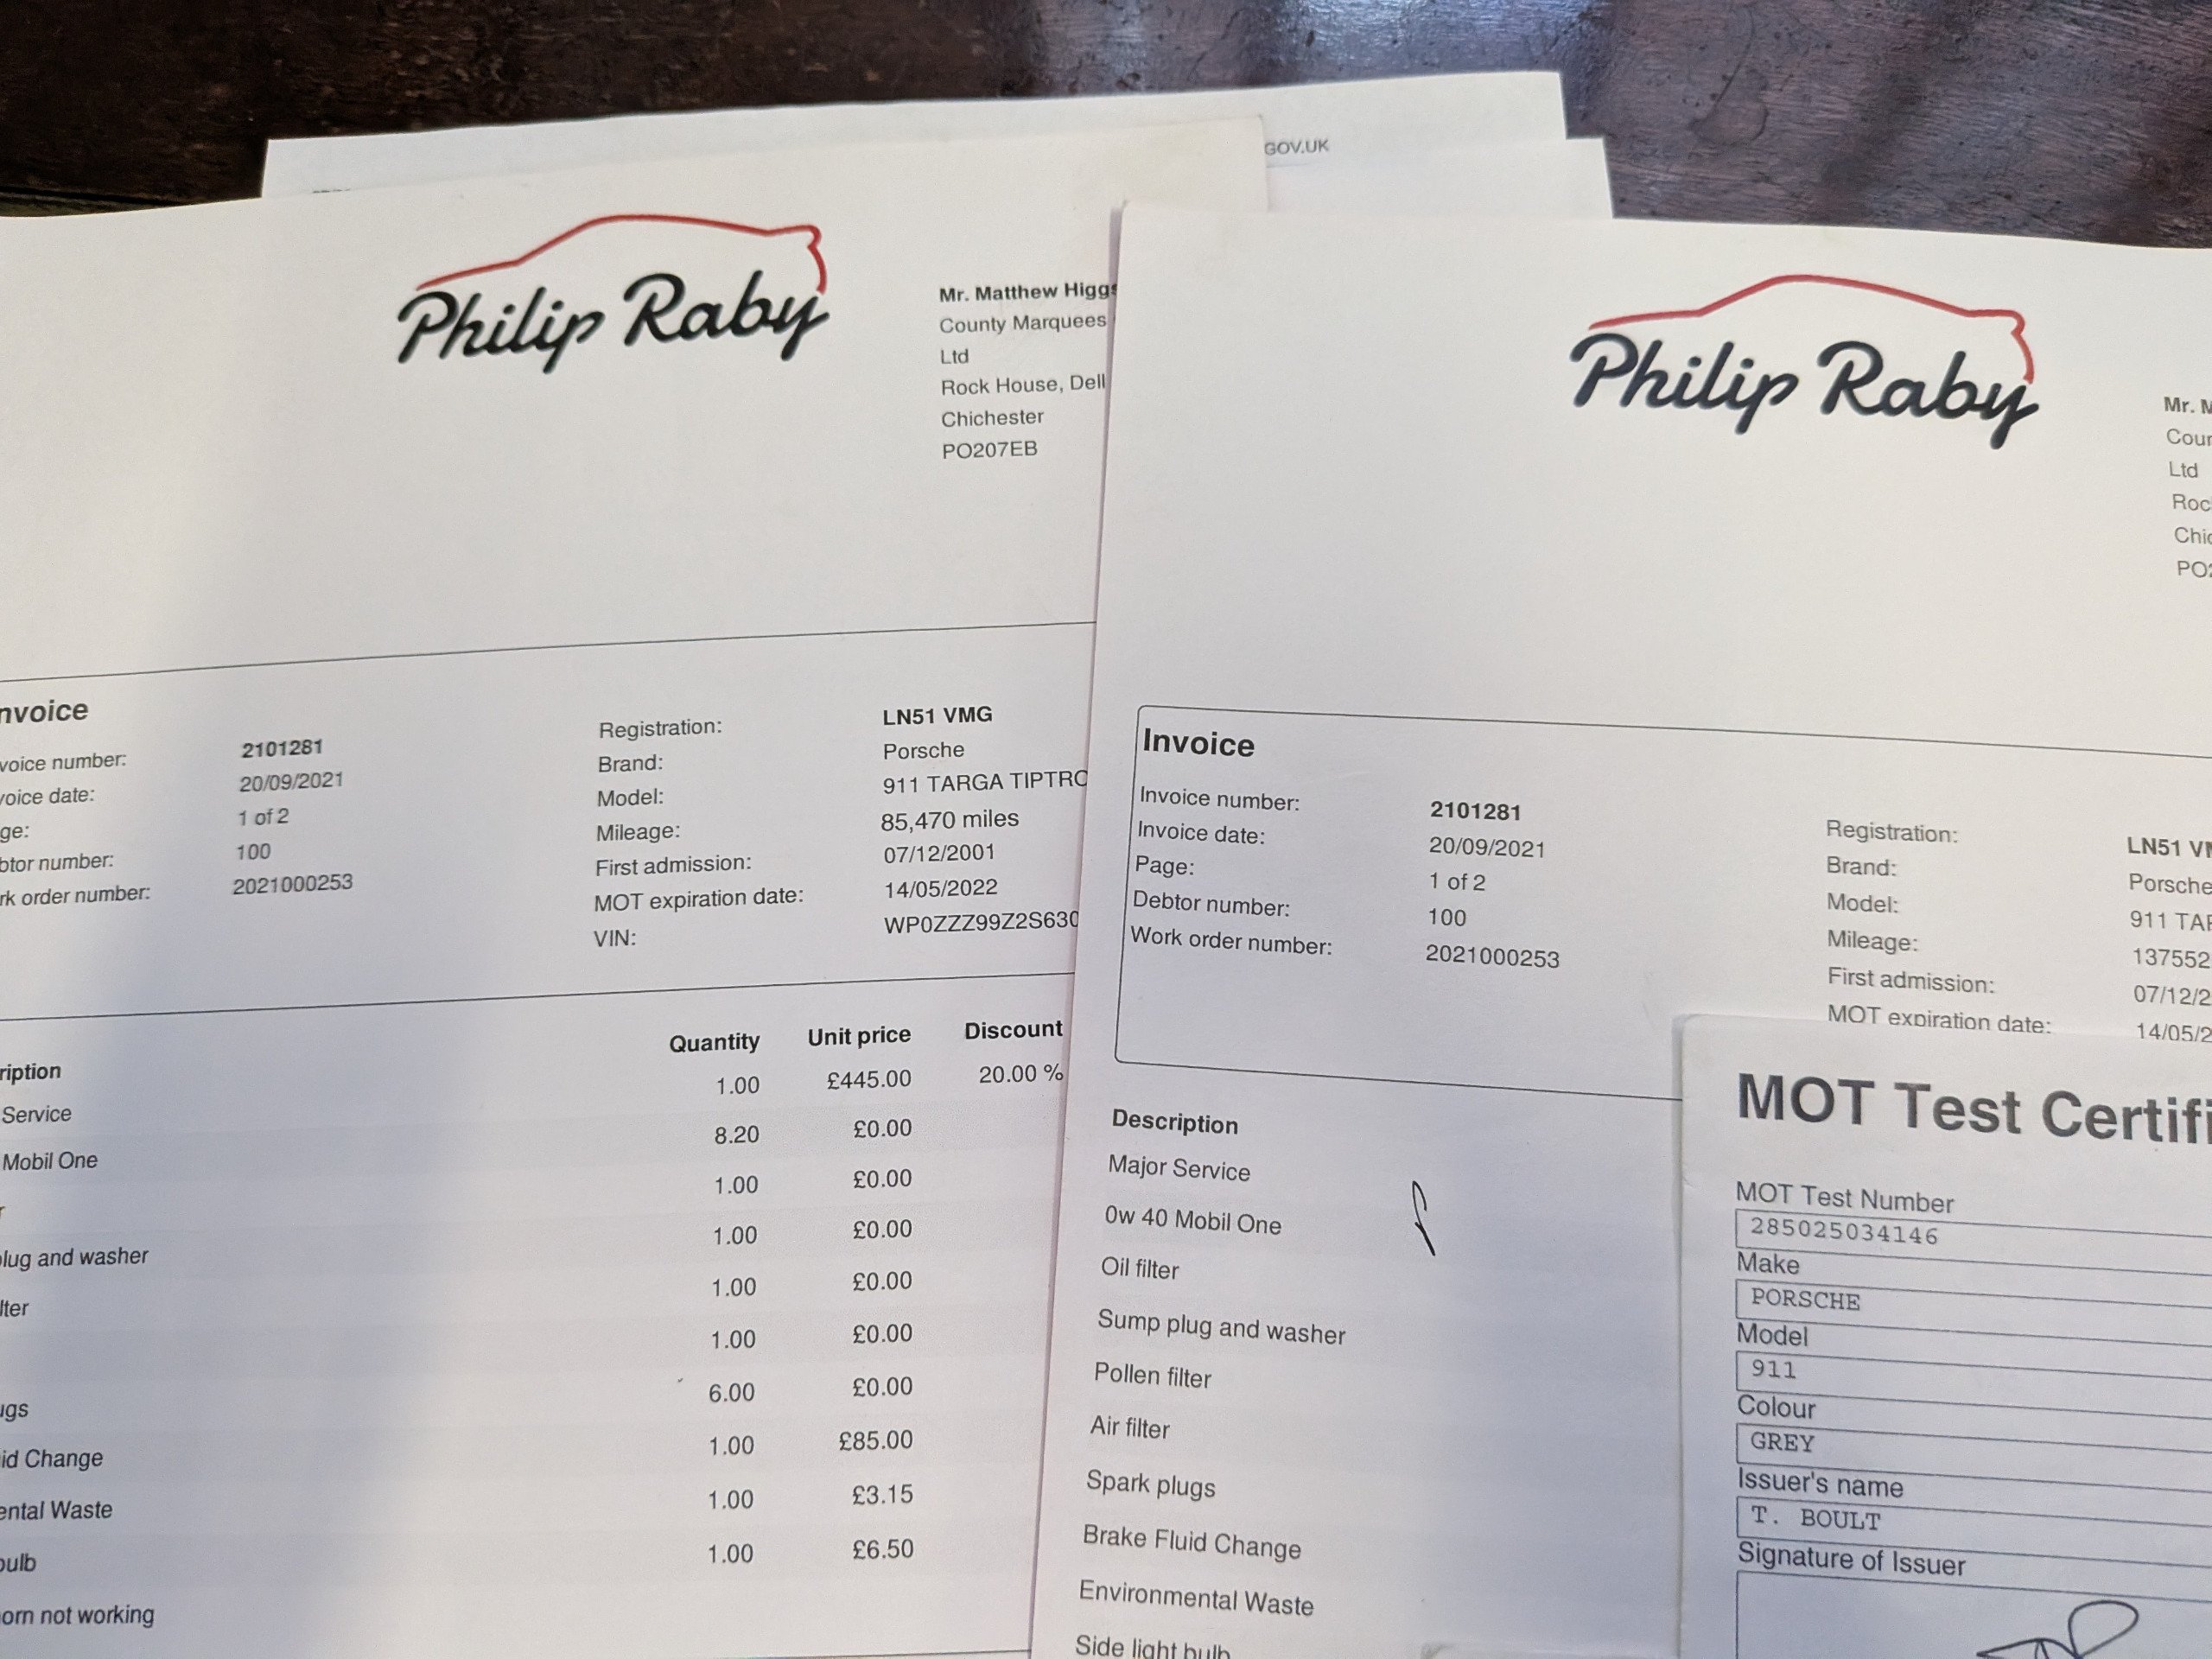 GOV.UK
Philip Raby
Mr. Matthew Higgs
County Marquees
Ltd
Rock House, Dell
Chichester
PO207EB
nvoice
voice number: 2101281
voice date: 20/09/2021
ge: 1 of 2
btor number: 100
rk order number: 2021000253
Registration: LN51 VMG
Brand: Porsche
Model: 911 TARGA TIPTRO
Mileage: 85,470 miles
First admission: 07/12/2001
MOT expiration date: 14/05/2022
VIN: WP0ZZZ99Z2S630
ription Quantity Unit price Discount
Service 1.00 £445.00 20.00 %
Mobil One 8.20 £0.00
r 1.00 £0.00
lug and washer 1.00 £0.00
lter 1.00 £0.00
1.00 £0.00
ugs 6.00 £0.00
id Change 1.00 £85.00
ental Waste 1.00 £3.15
bulb 1.00 £6.50
orn not working
Philip Raby
Mr. M
Cour
Ltd
Roc
Chic
PO2
Invoice
Invoice number: 2101281
Invoice date: 20/09/2021
Page: 1 of 2
Debtor number: 100
Work order number: 2021000253
Registration: LN51 VM
Brand: Porsche
Model: 911 TAR
Mileage: 137552
First admission: 07/12/2
MOT expiration date: 14/05/2
Description
Major Service
0w 40 Mobil One
Oil filter
Sump plug and washer
Pollen filter
Air filter
Spark plugs
Brake Fluid Change
Environmental Waste
Side light bulb
MOT Test Certifi
MOT Test Number
285025034146
Make
PORSCHE
Model
911
Colour
GREY
Issuer's name
T. BOULT
Signature of Issuer